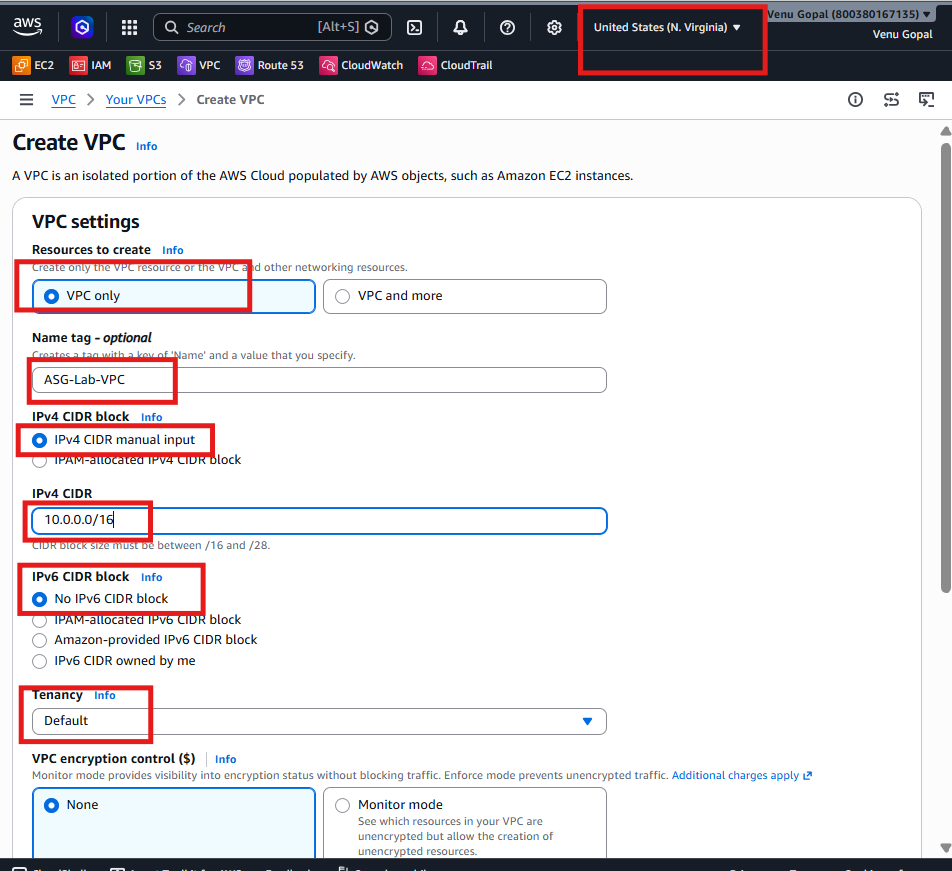 aws
Search [Alt+S]
United States (N. Virginia)
Venu Gopal (800380167135)
Venu Gopal
EC2 IAM S3 VPC Route 53 CloudWatch CloudTrail
VPC Your VPCs Create VPC
Create VPC Info
A VPC is an isolated portion of the AWS Cloud populated by AWS objects, such as Amazon EC2 instances.
VPC settings
Resources to create Info
Create only the VPC resource or the VPC and other networking resources.
VPC only VPC and more
Name tag - optional
Creates a tag with a key of 'Name' and a value that you specify.
ASG-Lab-VPC
IPv4 CIDR block Info
IPv4 CIDR manual input
IPAM-allocated IPv4 CIDR block
IPv4 CIDR
10.0.0.0/16
CIDR block size must be between /16 and /28.
IPv6 CIDR block Info
No IPv6 CIDR block
IPAM-allocated IPv6 CIDR block
Amazon-provided IPv6 CIDR block
IPv6 CIDR owned by me
Tenancy Info
Default
VPC encryption control ($) Info
Monitor mode provides visibility into encryption status without blocking traffic. Enforce mode prevents unencrypted traffic. Additional charges apply
None Monitor mode
See which resources in your VPC are
unencrypted but allow the creation of
unencrypted resources.